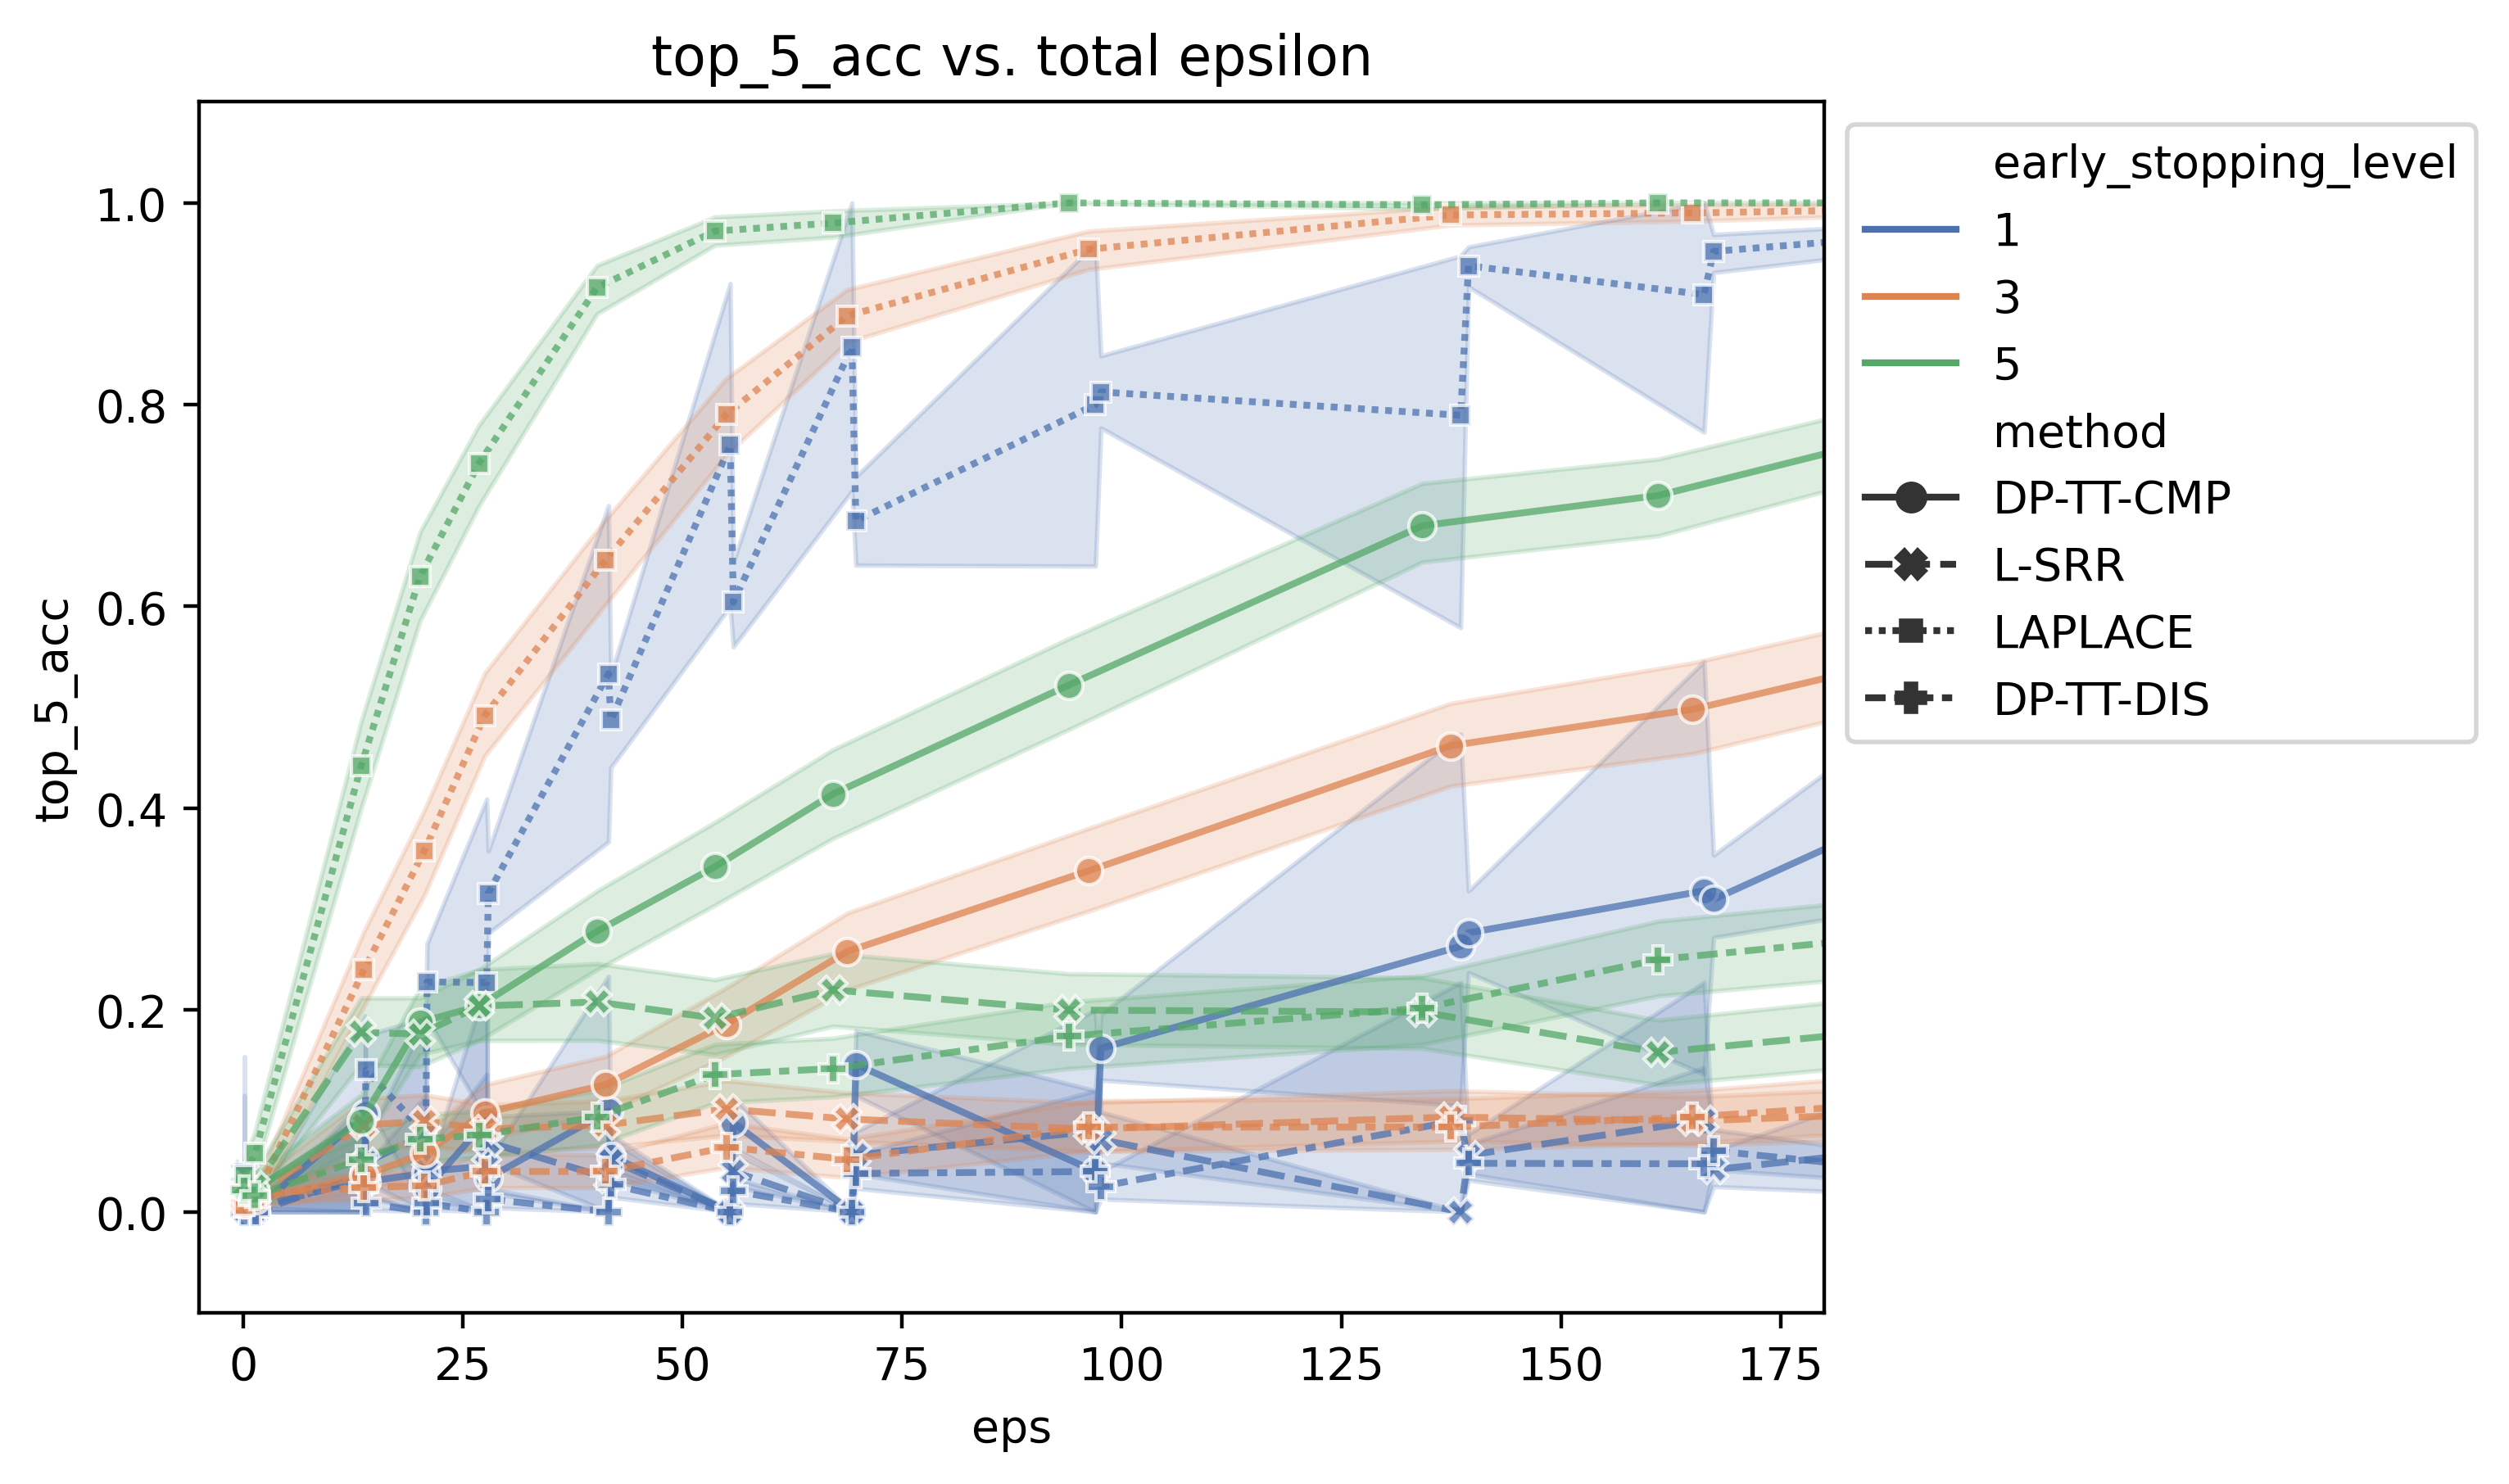 top_5_acc vs. total epsilon
top_5_acc
1.0
0.8
0.6
0.4
0.2
0.0
0 25 50 75 100 125 150 175
eps
early_stopping_level
1
3
5
method
DP-TT-CMP
L-SRR
LAPLACE
DP-TT-DIS